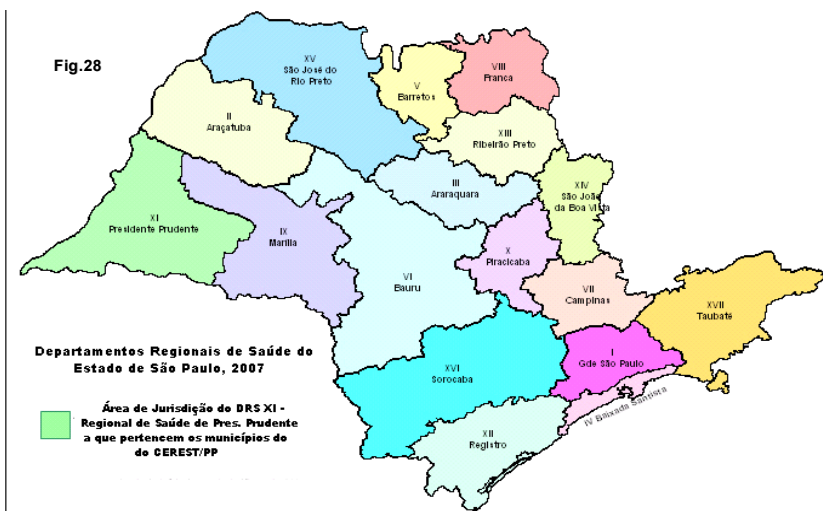 Fig.28
XV
São José do
Rio Preto
V
Barretos
VIII
Franca
II
Araçatuba
XIII
Ribeirão Preto
III
Araraquara
XIV
São João
da Boa Vista
XI
Presidente Prudente
IX
Marília
X
Piracicaba
VI
Bauru
VII
Campinas
XVII
Taubaté
I
Gde São Paulo
XVI
Sorocaba
IV Baixada Santista
XII
Registro
Departamentos Regionais de Saúde do
Estado de São Paulo, 2007
Área de Jurisdição do DRS XI -
Regional de Saúde de Pres. Prudente
a que pertencem os municípios do
do CEREST/PP